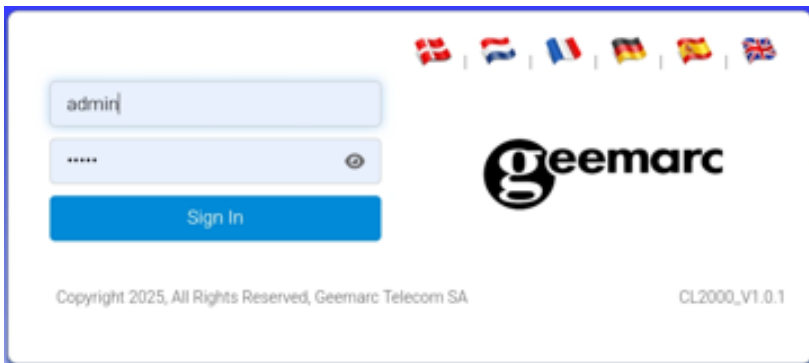 admin
•••••
geemarc
Sign In
Copyright 2025, All Rights Reserved, Geemarc Telecom SA
CL2000_V1.0.1